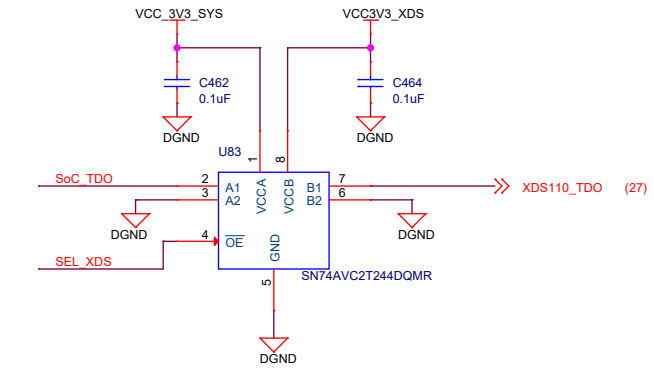 VCC_3V3_SYS
VCC3V3_XDS
C462
0.1uF
C464
0.1uF
DGND
DGND
U83
1
8
SoC_TDO
2
A1
VCCA
VCCB
B1
7
XDS110_TDO (27)
3
A2
B2
6
DGND
DGND
4
OE
GND
SEL_XDS
5
SN74AVC2T244DQMR
DGND